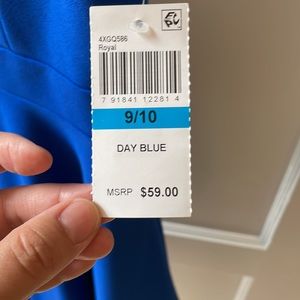 4XGQ586
Royal
7 91841 12281 4
9/10
DAY BLUE
MSRP $59.00